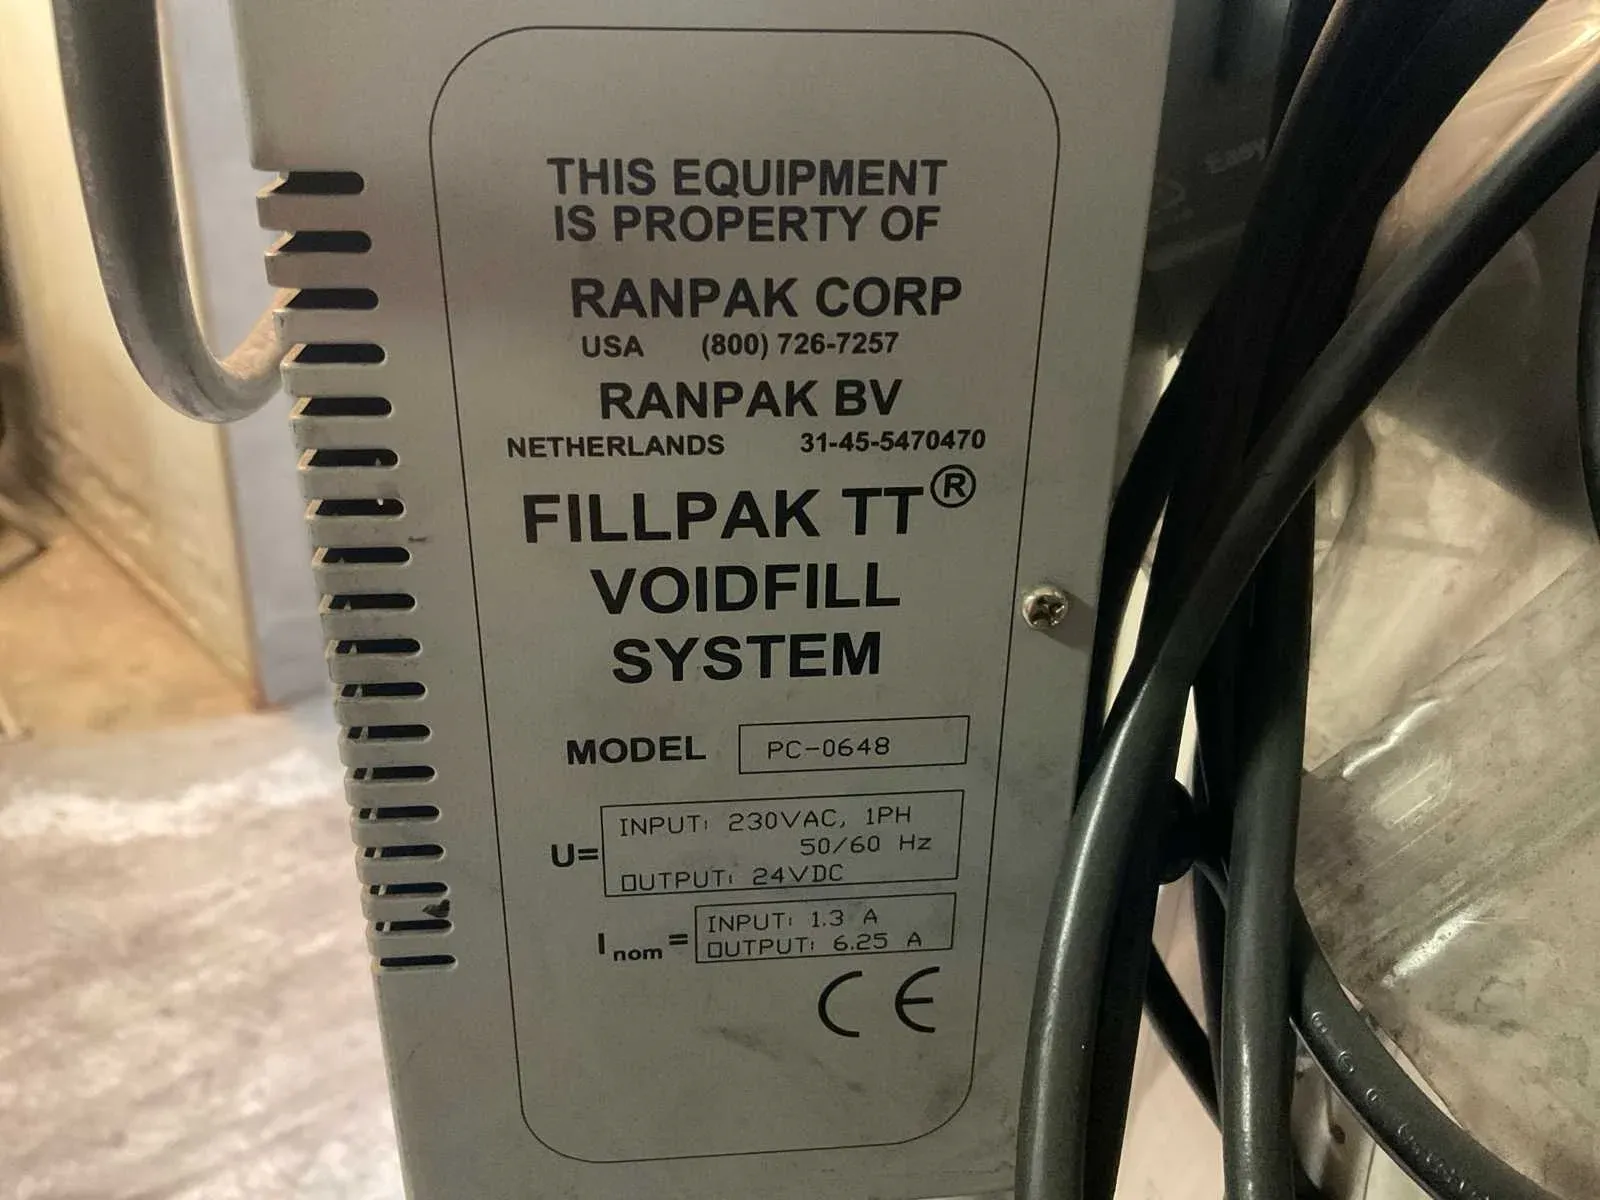 THIS EQUIPMENT
IS PROPERTY OF
RANPAK CORP
USA (800) 726-7257
RANPAK BV
NETHERLANDS 31-45-5470470
FILLPAK TT®
VOIDFILL
SYSTEM
MODEL PC-0648
U= INPUT: 230VAC, 1PH
50/60 Hz
OUTPUT: 24VDC
Inom= INPUT: 1.3 A
OUTPUT: 6.25 A
CE
Easy